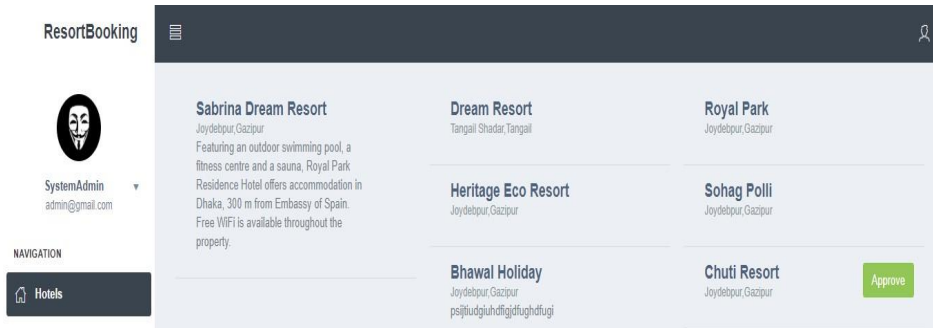 ResortBooking
SystemAdmin
admin@gmail.com
NAVIGATION
Hotels
Sabrina Dream Resort
Joydebpur,Gazipur
Featuring an outdoor swimming pool, a
fitness centre and a sauna, Royal Park
Residence Hotel offers accommodation in
Dhaka, 300 m from Embassy of Spain.
Free WiFi is available throughout the
property.
Dream Resort
Tangail Shadar,Tangail
Heritage Eco Resort
Joydebpur,Gazipur
Bhawal Holiday
Joydebpur,Gazipur
psijtiudgiuhdfigjdfughdfugi
Royal Park
Joydebpur,Gazipur
Sohag Polli
Joydebpur,Gazipur
Chuti Resort
Joydebpur,Gazipur
Approve